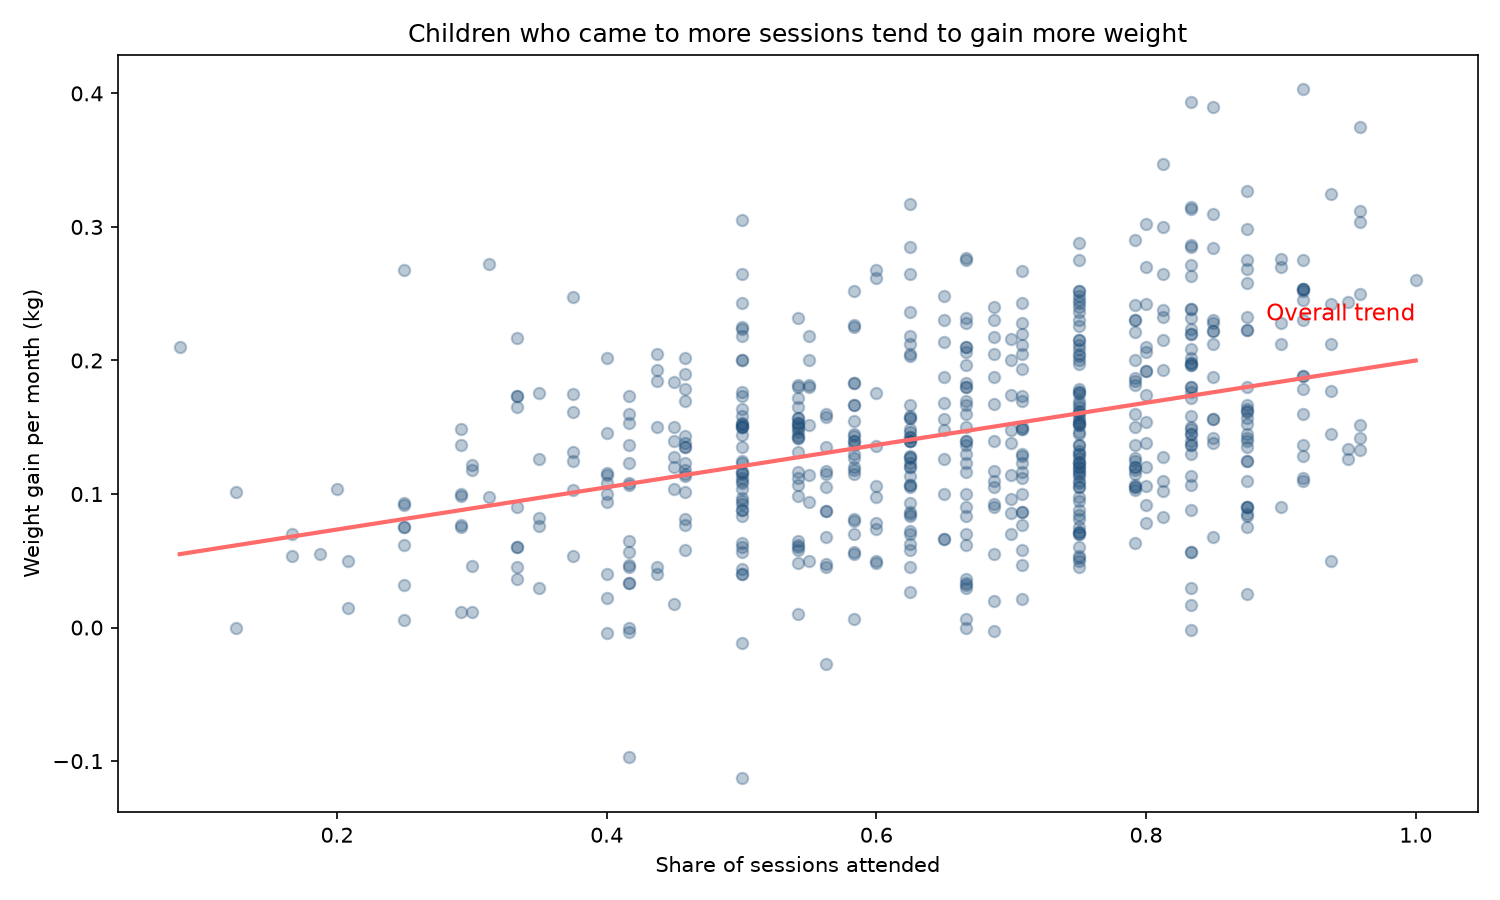 Children who came to more sessions tend to gain more weight
Weight gain per month (kg)
0.4
0.3
0.2
0.1
0.0
−0.1
Overall trend
0.2
0.4
0.6
0.8
1.0
Share of sessions attended